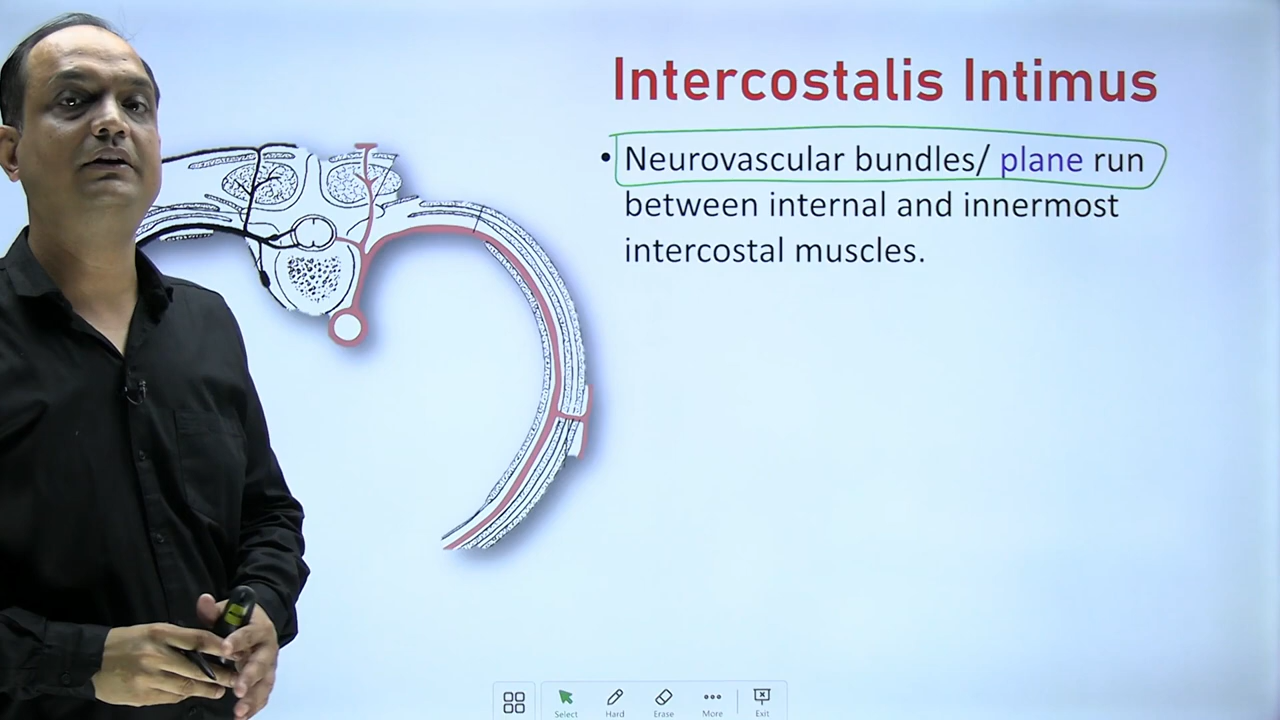 Intercostalis Intimus
• Neurovascular bundles/ plane run
between internal and innermost
intercostal muscles.
Select
Hard
Erase
More
Exit